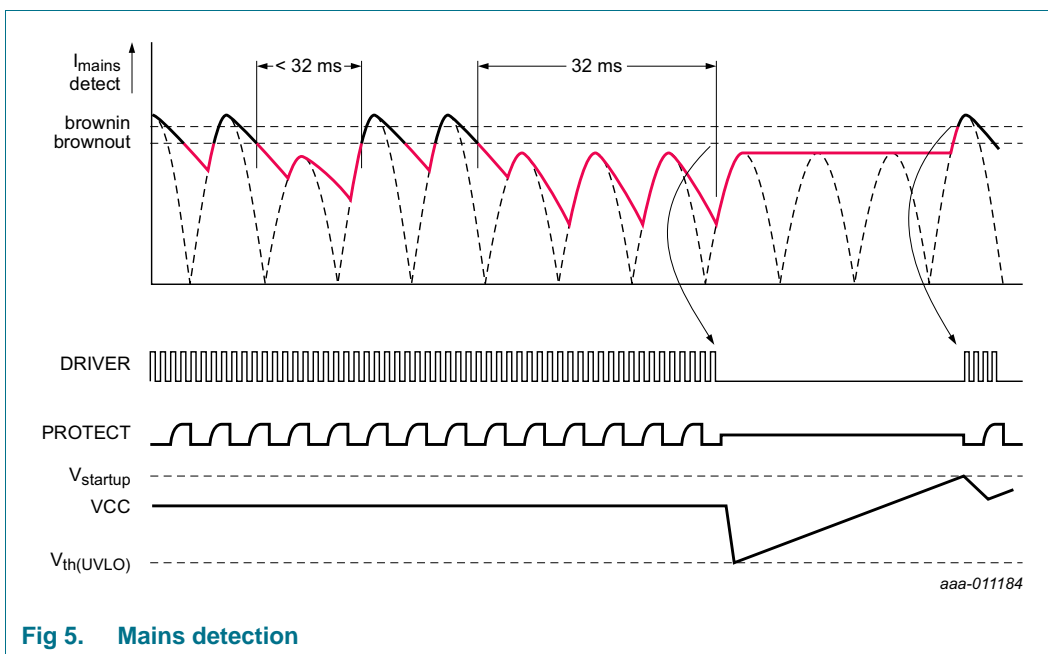 I mains
detect
< 32 ms
32 ms
brownin
brownout
DRIVER
PROTECT
Vstartup
VCC
Vth(UVLO)
aaa-011184
Fig 5. Mains detection